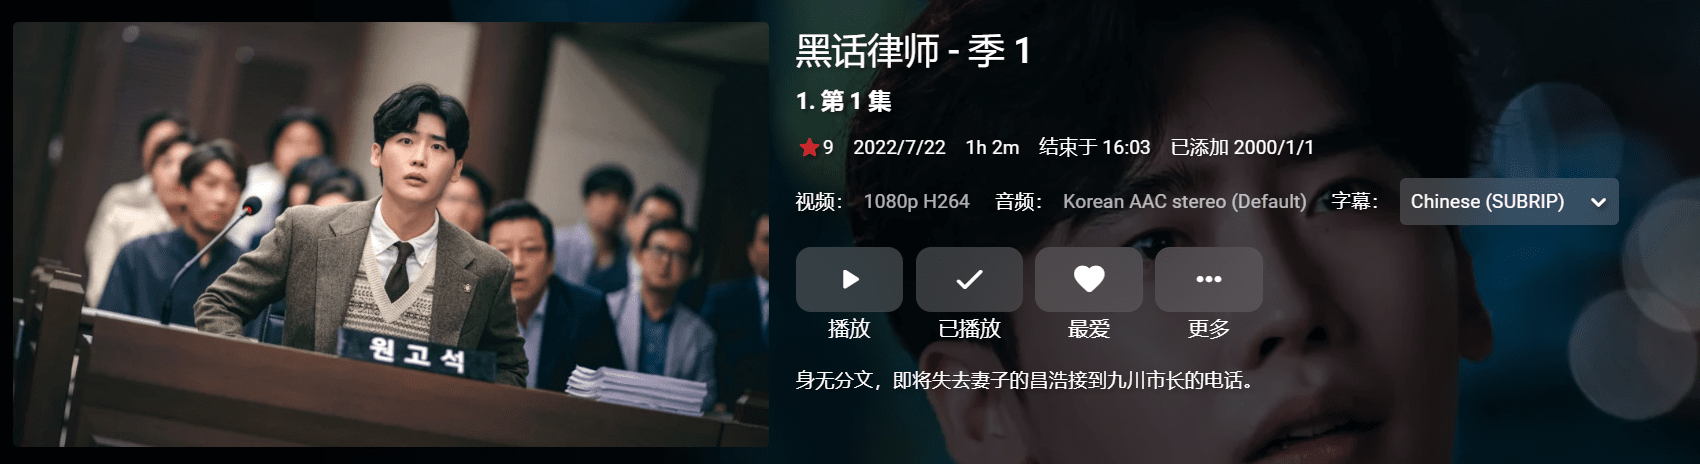 黑话律师 - 季 1
1. 第 1 集
9 2022/7/22 1h 2m 结束于 16:03 已添加 2000/1/1
视频: 1080p H264 音频: Korean AAC stereo (Default) 字幕: Chinese (SUBRIP)
播放 已播放 最爱 更多
身无分文，即将失去妻子的昌浩接到九川市长的电话。
원고석